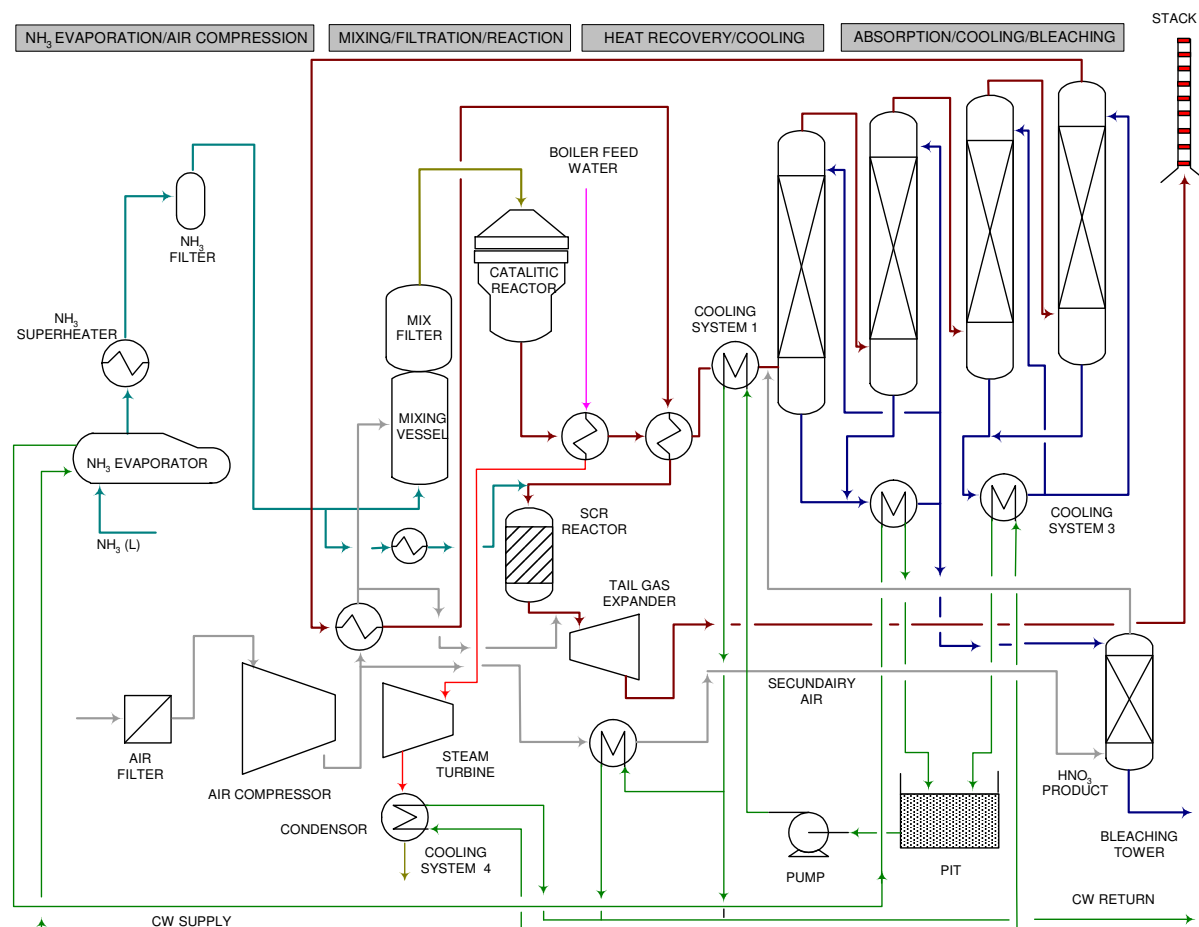 STACK
NH3 EVAPORATION/AIR COMPRESSION
MIXING/FILTRATION/REACTION
HEAT RECOVERY/COOLING
ABSORPTION/COOLING/BLEACHING
BOILER FEED
WATER
NH3
FILTER
CATALITIC
REACTOR
NH3
SUPERHEATER
MIX
FILTER
COOLING
SYSTEM 1
MIXING
VESSEL
NH3 EVAPORATOR
NH3 (L)
SCR
REACTOR
COOLING
SYSTEM 3
TAIL GAS
EXPANDER
SECUNDAIRY
AIR
AIR
FILTER
AIR COMPRESSOR
STEAM
TURBINE
HNO3
PRODUCT
CONDENSOR
COOLING
SYSTEM 4
PUMP
PIT
BLEACHING
TOWER
CW SUPPLY
CW RETURN